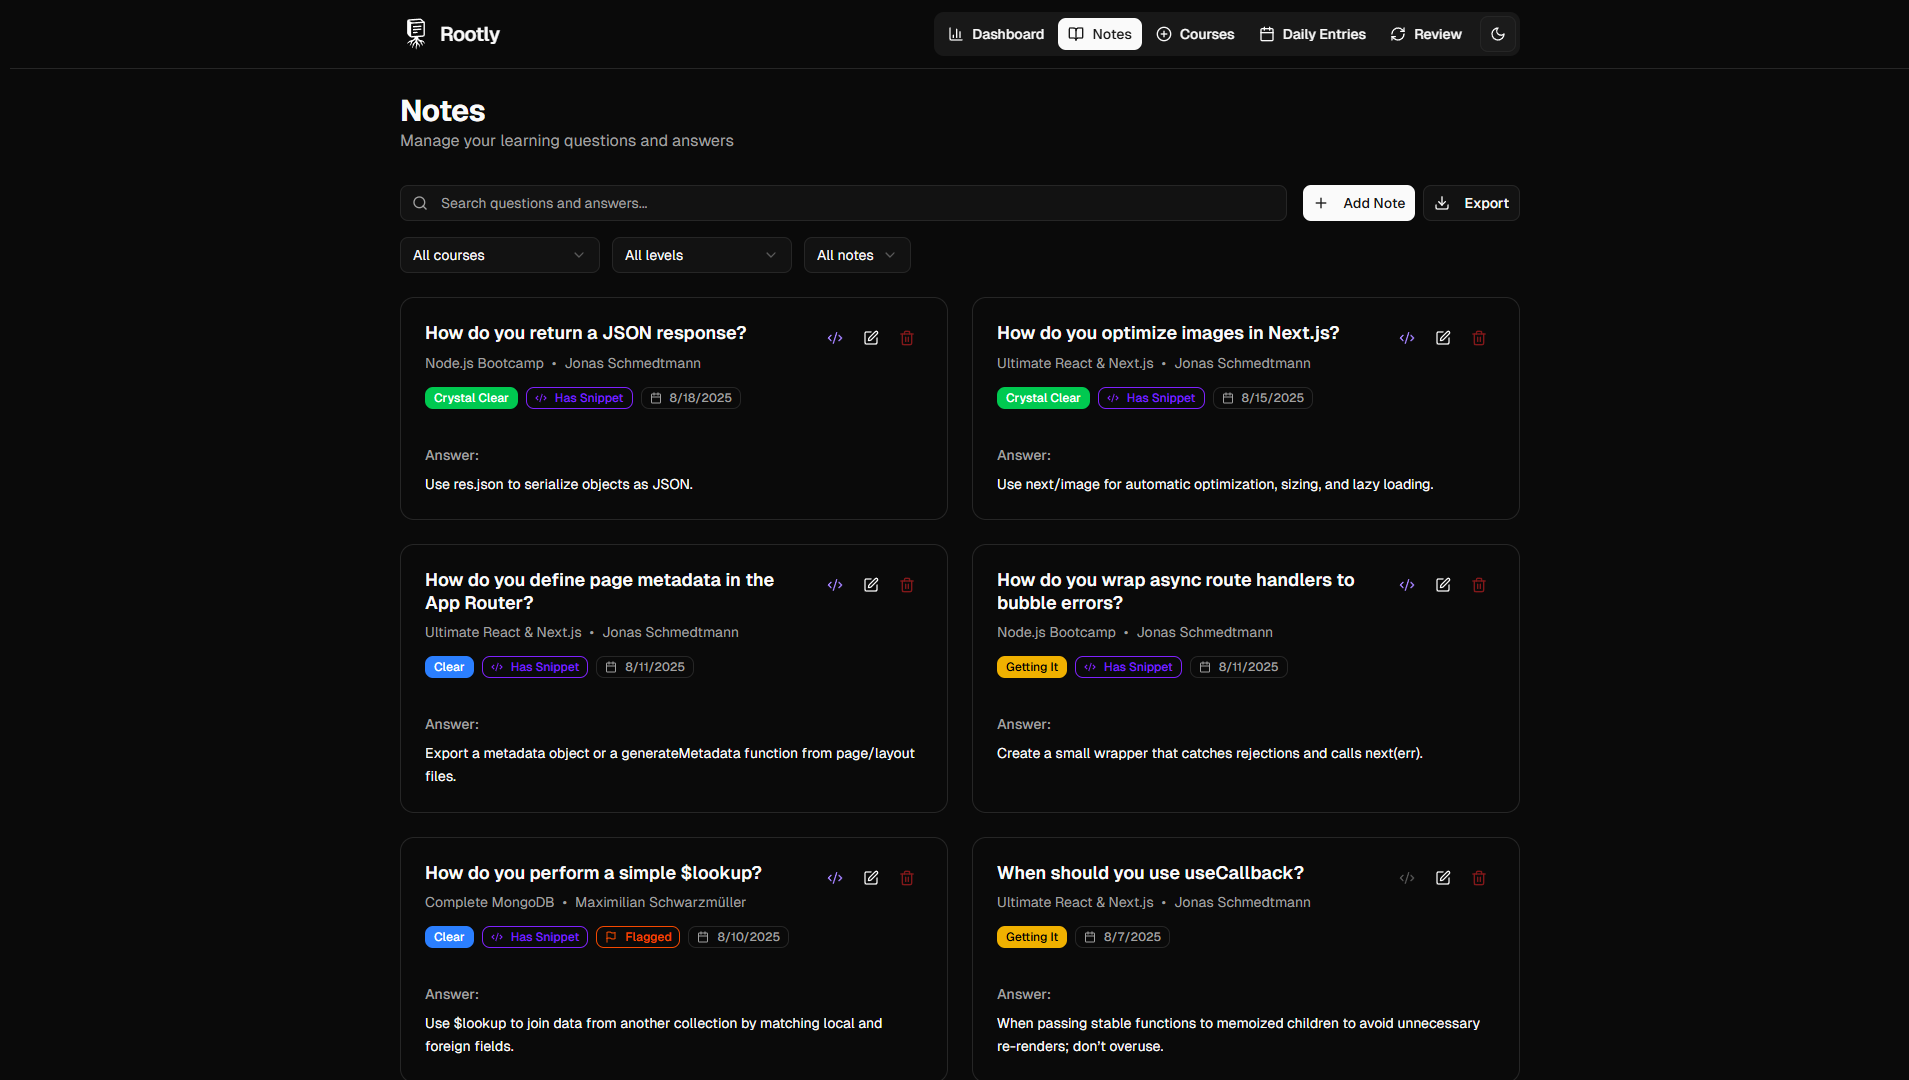 Rootly
Dashboard
Notes
Courses
Daily Entries
Review
Notes
Manage your learning questions and answers
Search questions and answers...
Add Note
Export
All courses
All levels
All notes
How do you return a JSON response?
Node.js Bootcamp • Jonas Schmedtmann
Crystal Clear
</> Has Snippet
8/18/2025
Answer:
Use res.json to serialize objects as JSON.
How do you optimize images in Next.js?
Ultimate React & Next.js • Jonas Schmedtmann
Crystal Clear
</> Has Snippet
8/15/2025
Answer:
Use next/image for automatic optimization, sizing, and lazy loading.
How do you define page metadata in the
App Router?
Ultimate React & Next.js • Jonas Schmedtmann
Clear
</> Has Snippet
8/11/2025
Answer:
Export a metadata object or a generateMetadata function from page/layout
files.
How do you wrap async route handlers to
bubble errors?
Node.js Bootcamp • Jonas Schmedtmann
Getting It
</> Has Snippet
8/11/2025
Answer:
Create a small wrapper that catches rejections and calls next(err).
How do you perform a simple $lookup?
Complete MongoDB • Maximilian Schwarzmüller
Clear
</> Has Snippet
Flagged
8/10/2025
Answer:
Use $lookup to join data from another collection by matching local and
foreign fields.
When should you use useCallback?
Ultimate React & Next.js • Jonas Schmedtmann
Getting It
8/7/2025
Answer:
When passing stable functions to memoized children to avoid unnecessary
re-renders; don’t overuse.